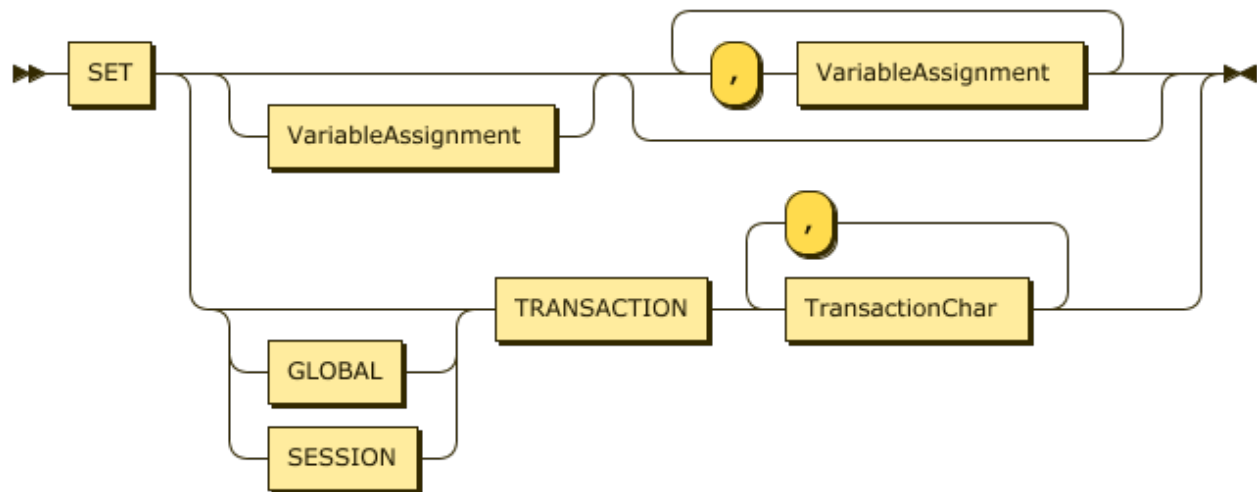 SET
, VariableAssignment
VariableAssignment
,
TRANSACTION TransactionChar
GLOBAL
SESSION